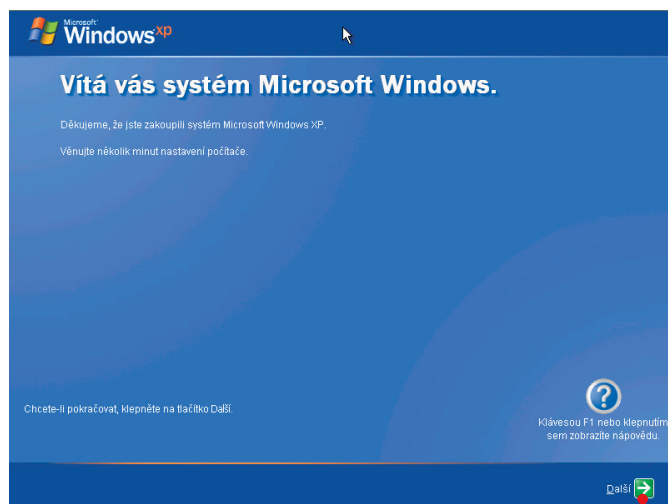 Microsoft
Windows xp
Vítá vás systém Microsoft Windows.
Děkujeme, že jste zakoupili systém Microsoft Windows XP.
Věnujte několik minut nastavení počítače.
Chcete-li pokračovat, klepněte na tlačítko Další.
Klávesou F1 nebo klepnutím
sem zobrazíte nápovědu.
Další